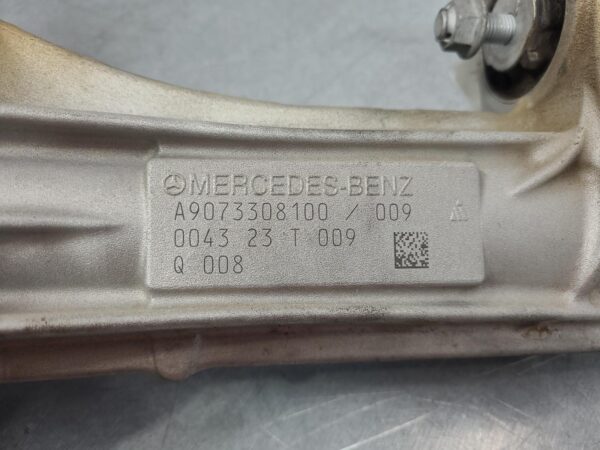 MERCEDES-BENZ
A9073308100 / 009
0043 23 T 009
Q 008